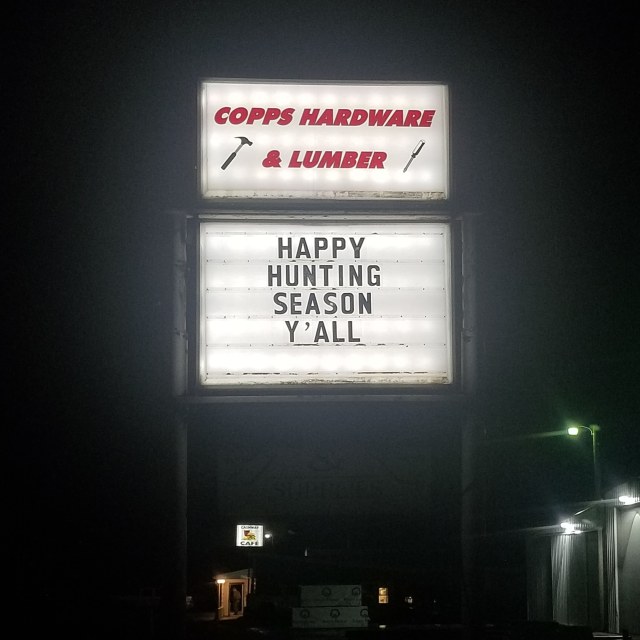 COPPS HARDWARE
& LUMBER
HAPPY
HUNTING
SEASON
Y'ALL
CAFE